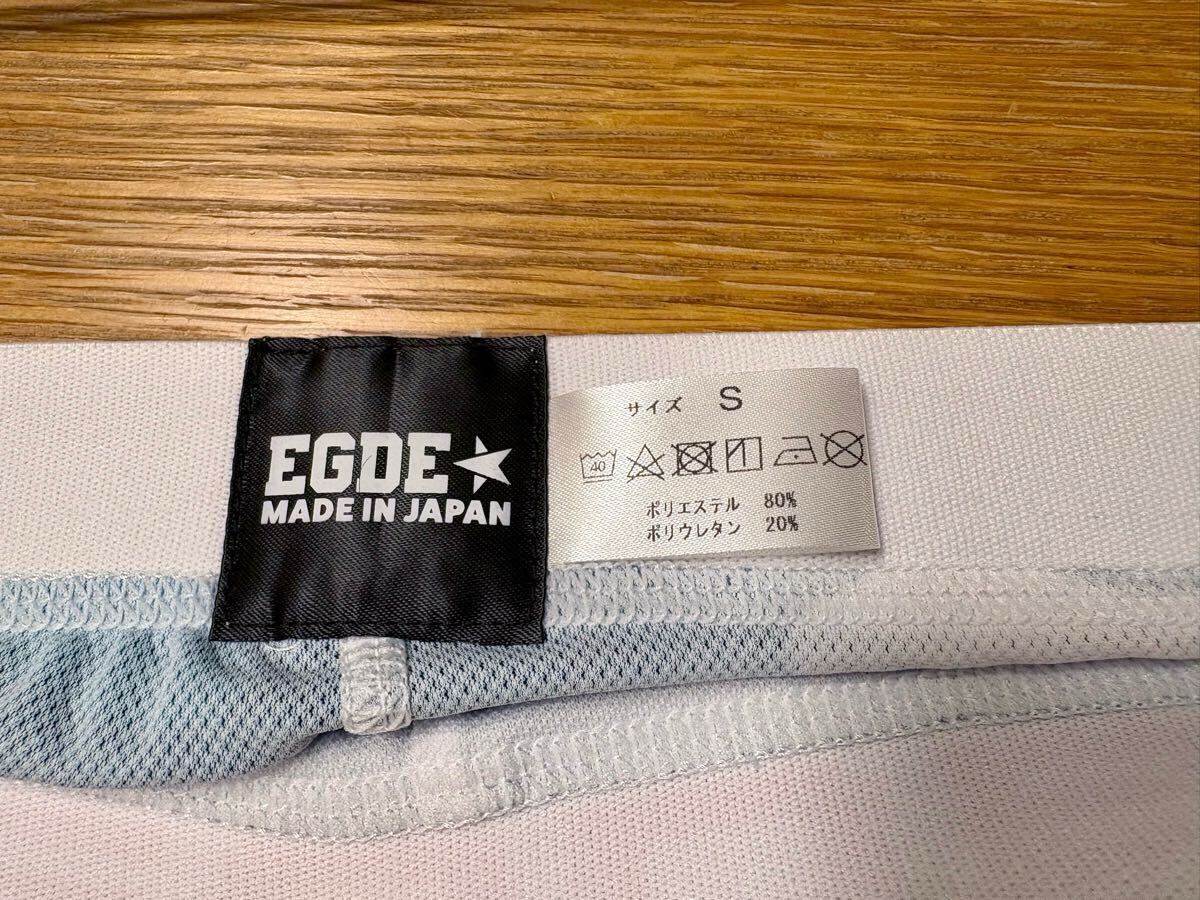 EGDE
MADE IN JAPAN
サイズ S
40
ポリエステル 80%
ポリウレタン 20%